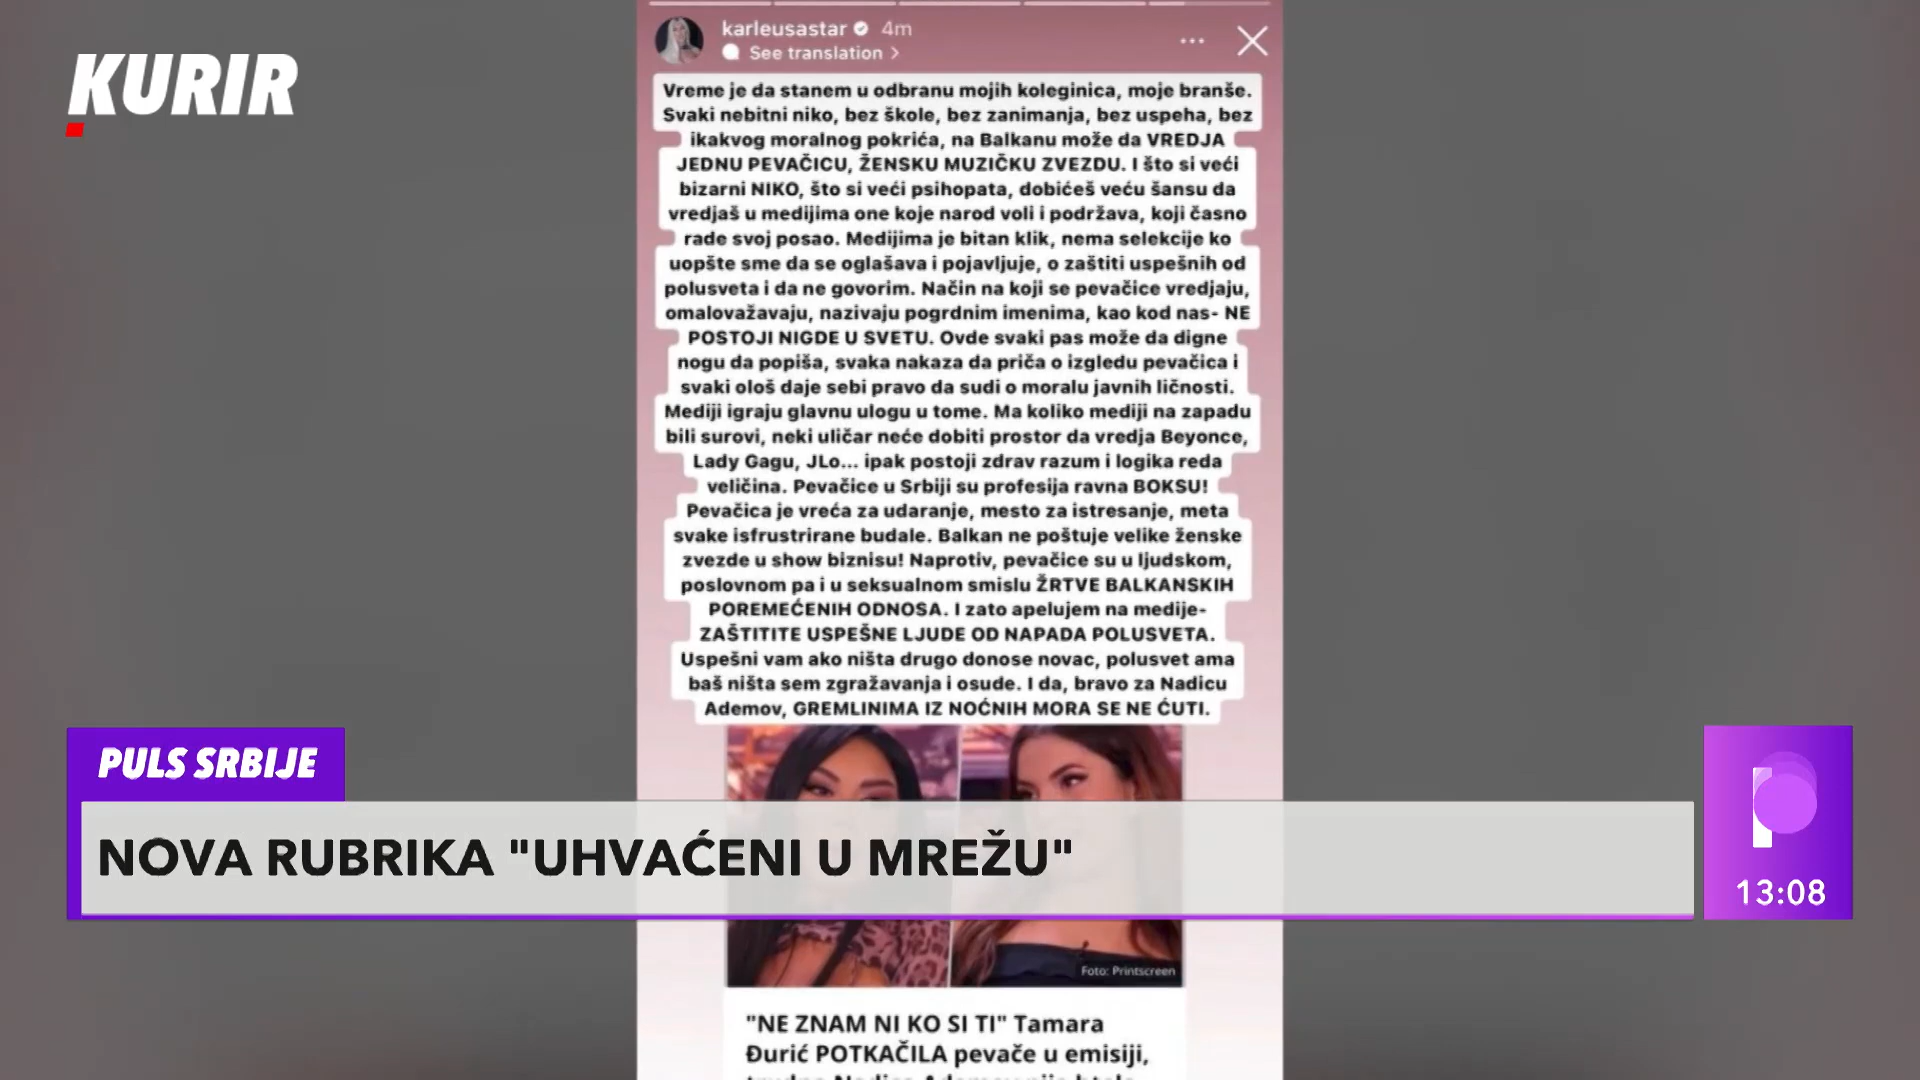 KURIR
karleusastar 4m
See translation >
Vreme je da stanem u odbranu mojih koleginica, moje branše.
Svaki nebitni niko, bez škole, bez zanimanja, bez uspeha, bez
ikakvog moralnog pokrića, na Balkanu može da VREDJA
JEDNU PEVAČICU, ŽENSKU MUZIČKU ZVEZDU. I što si veći
bizarni NIKO, što si veći psihopata, dobićeš veću šansu da
vredjaš u medijima one koje narod voli i podržava, koji časno
rade svoj posao. Medijima je bitan klik, nema selekcije ko
uopšte sme da se oglašava i pojavljuje, o zaštiti uspešnih od
polusveta i da ne govorim. Način na koji se pevačice vredjaju,
omalovažavaju, nazivaju pogrdnim imenima, kao kod nas- NE
POSTOJI NIGDE U SVETU. Ovde svaki pas može da digne
nogu da popiša, svaka nakaza da priča o izgledu pevačica i
svaki ološ daje sebi pravo da sudi o moralu javnih ličnosti.
Mediji igraju glavnu ulogu u tome. Ma koliko mediji na zapadu
bili surovi, neki uličar neće dobiti prostor da vredja Beyonce,
Lady Gagu, JLo... ipak postoji zdrav razum i logika reda
veličina. Pevačice u Srbiji su profesija ravna BOKSU!
Pevačica je vreća za udaranje, mesto za istresanje, meta
svake isfrustrirane budale. Balkan ne poštuje velike ženske
zvezde u show biznisu! Naprotiv, pevačice su u ljudskom,
poslovnom pa i u seksualnom smislu ŽRTVE BALKANSKIH
POREMEĆENIH ODNOSA. I zato apelujem na medije-
ZAŠTITITE USPEŠNE LJUDE OD NAPADA POLUSVETA.
Uspešni vam ako ništa drugo donose novac, polusvet ama
baš ništa sem zgražavanja i osude. I da, bravo za Nadicu
Ademov, GREMLINIMA IZ NOĆNIH MORA SE NE ĆUTI.
PULS SRBIJE
NOVA RUBRIKA "UHVAĆENI U MREŽU"
13:08
Foto: Printscreen
"NE ZNAM NI KO SI TI" Tamara
Đurić POTKAČILA pevače u emisiji,